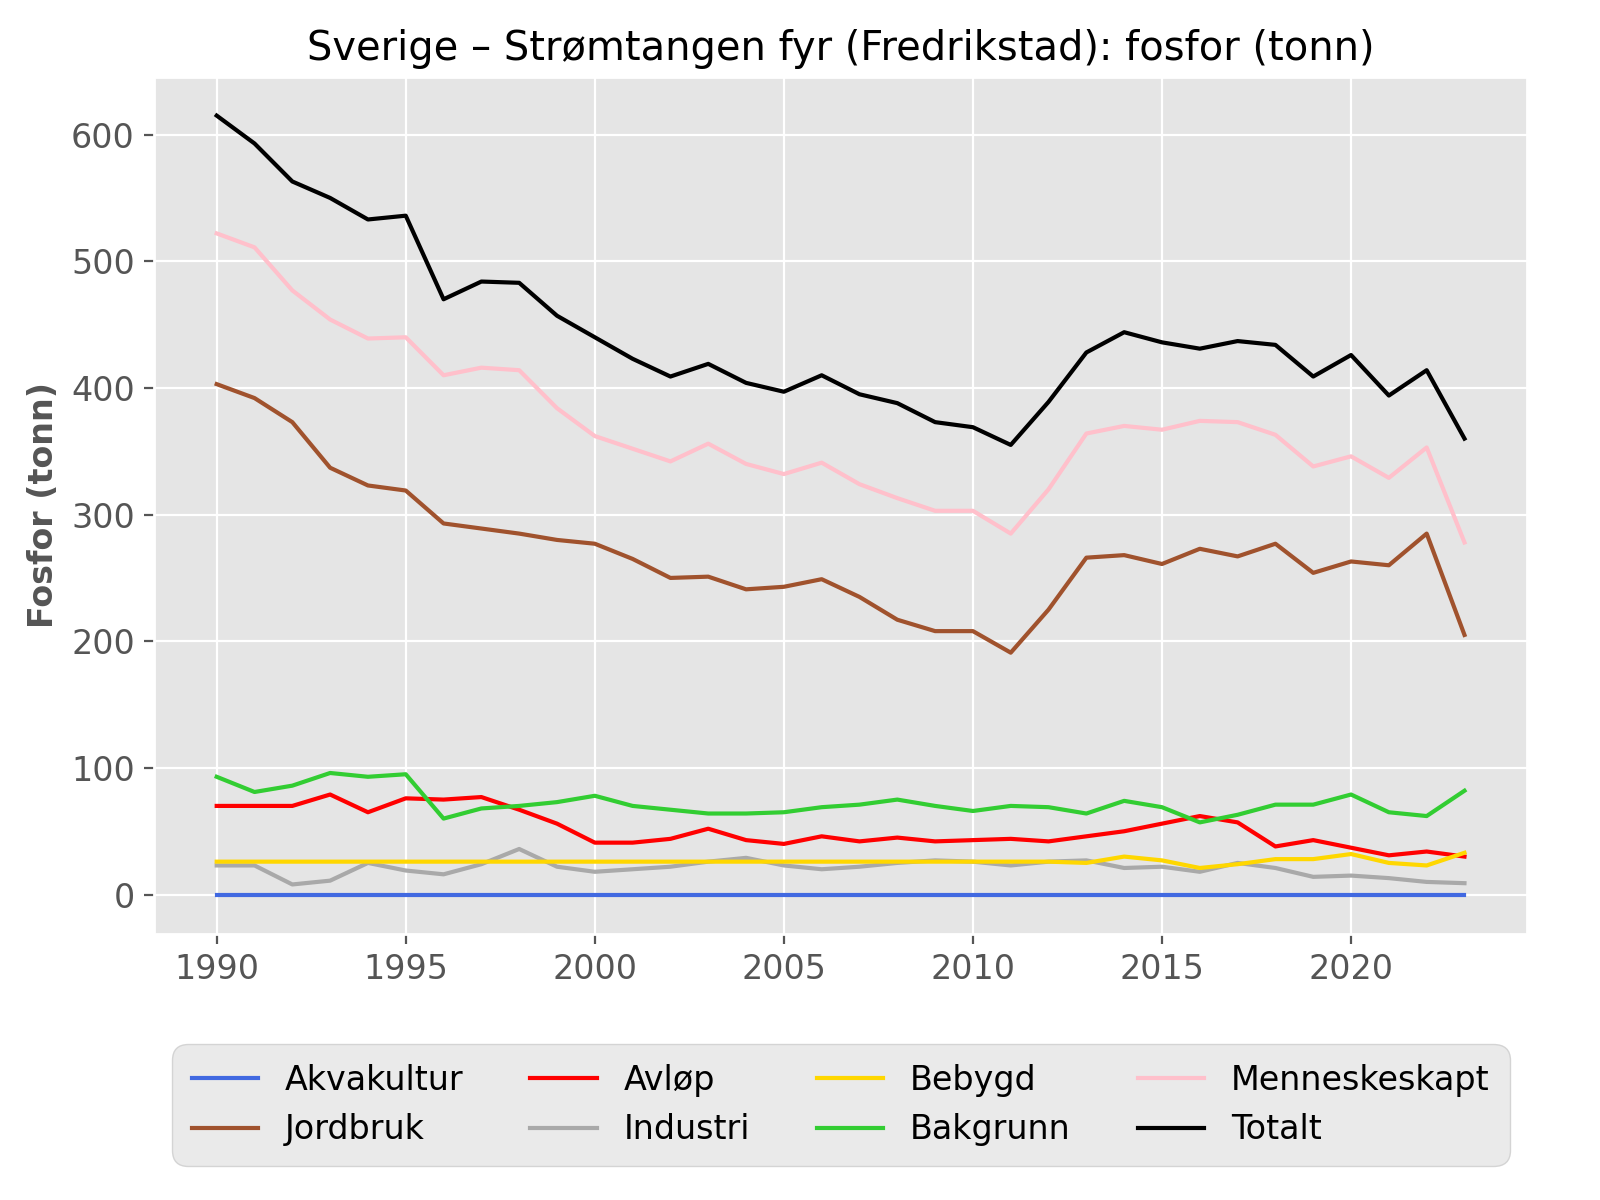 Sverige – Strømtangen fyr (Fredrikstad): fosfor (tonn)
Fosfor (tonn)
600
500
400
300
200
100
0
1990 1995 2000 2005 2010 2015 2020
Akvakultur Avløp Bebygd Menneskeskapt
Jordbruk Industri Bakgrunn Totalt